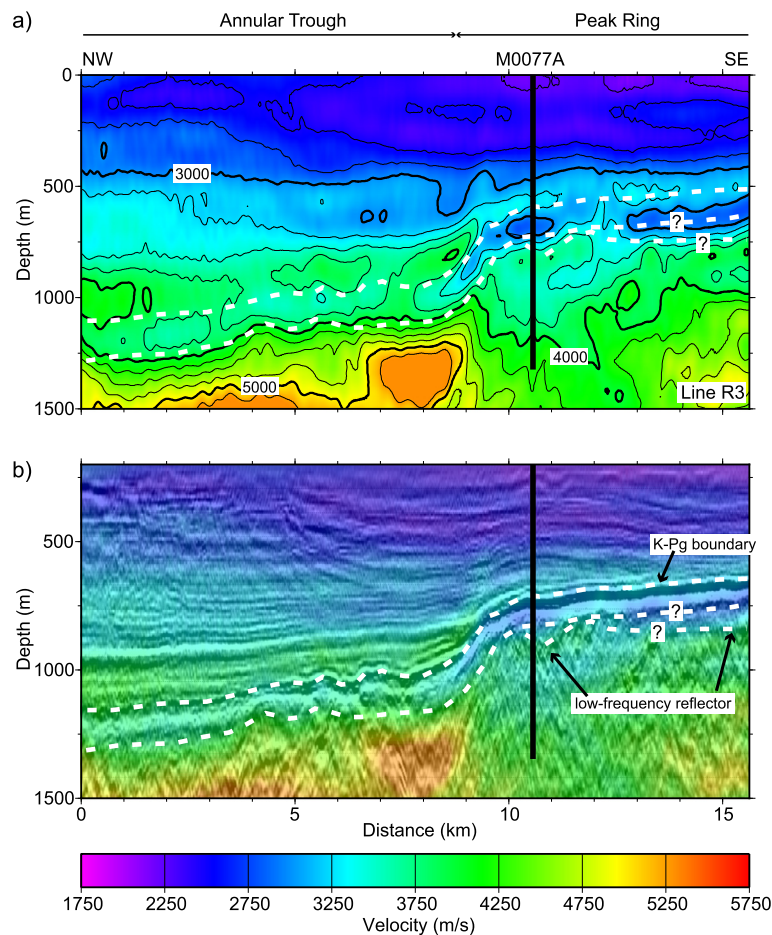 a)
Annular Trough Peak Ring
NW M0077A SE
0
3000
500
?
?
Depth (m)
1000
4000
5000
Line R3
1500
b)
500
K-Pg boundary
?
?
Depth (m)
1000
low-frequency reflector
1500
0 5 10 15
Distance (km)
1750 2250 2750 3250 3750 4250 4750 5250 5750
Velocity (m/s)